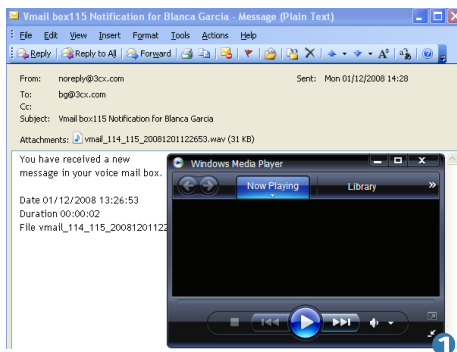 Vmail box115 Notification for Blanca Garcia - Message (Plain Text)
File Edit View Insert Format Tools Actions Help
Reply Reply to All Forward
From: noreply@3cx.com Sent: Mon 01/12/2008 14:28
To: bg@3cx.com
Cc:
Subject: Vmail box115 Notification for Blanca Garcia
Attachments: vmail_114_115_20081201122653.wav (31 KB)
You have received a new
message in your voice mail box.
Date 01/12/2008 13:26:53
Duration 00:00:02
File vmail_114_115_20081201122
Windows Media Player
Now Playing Library »
1